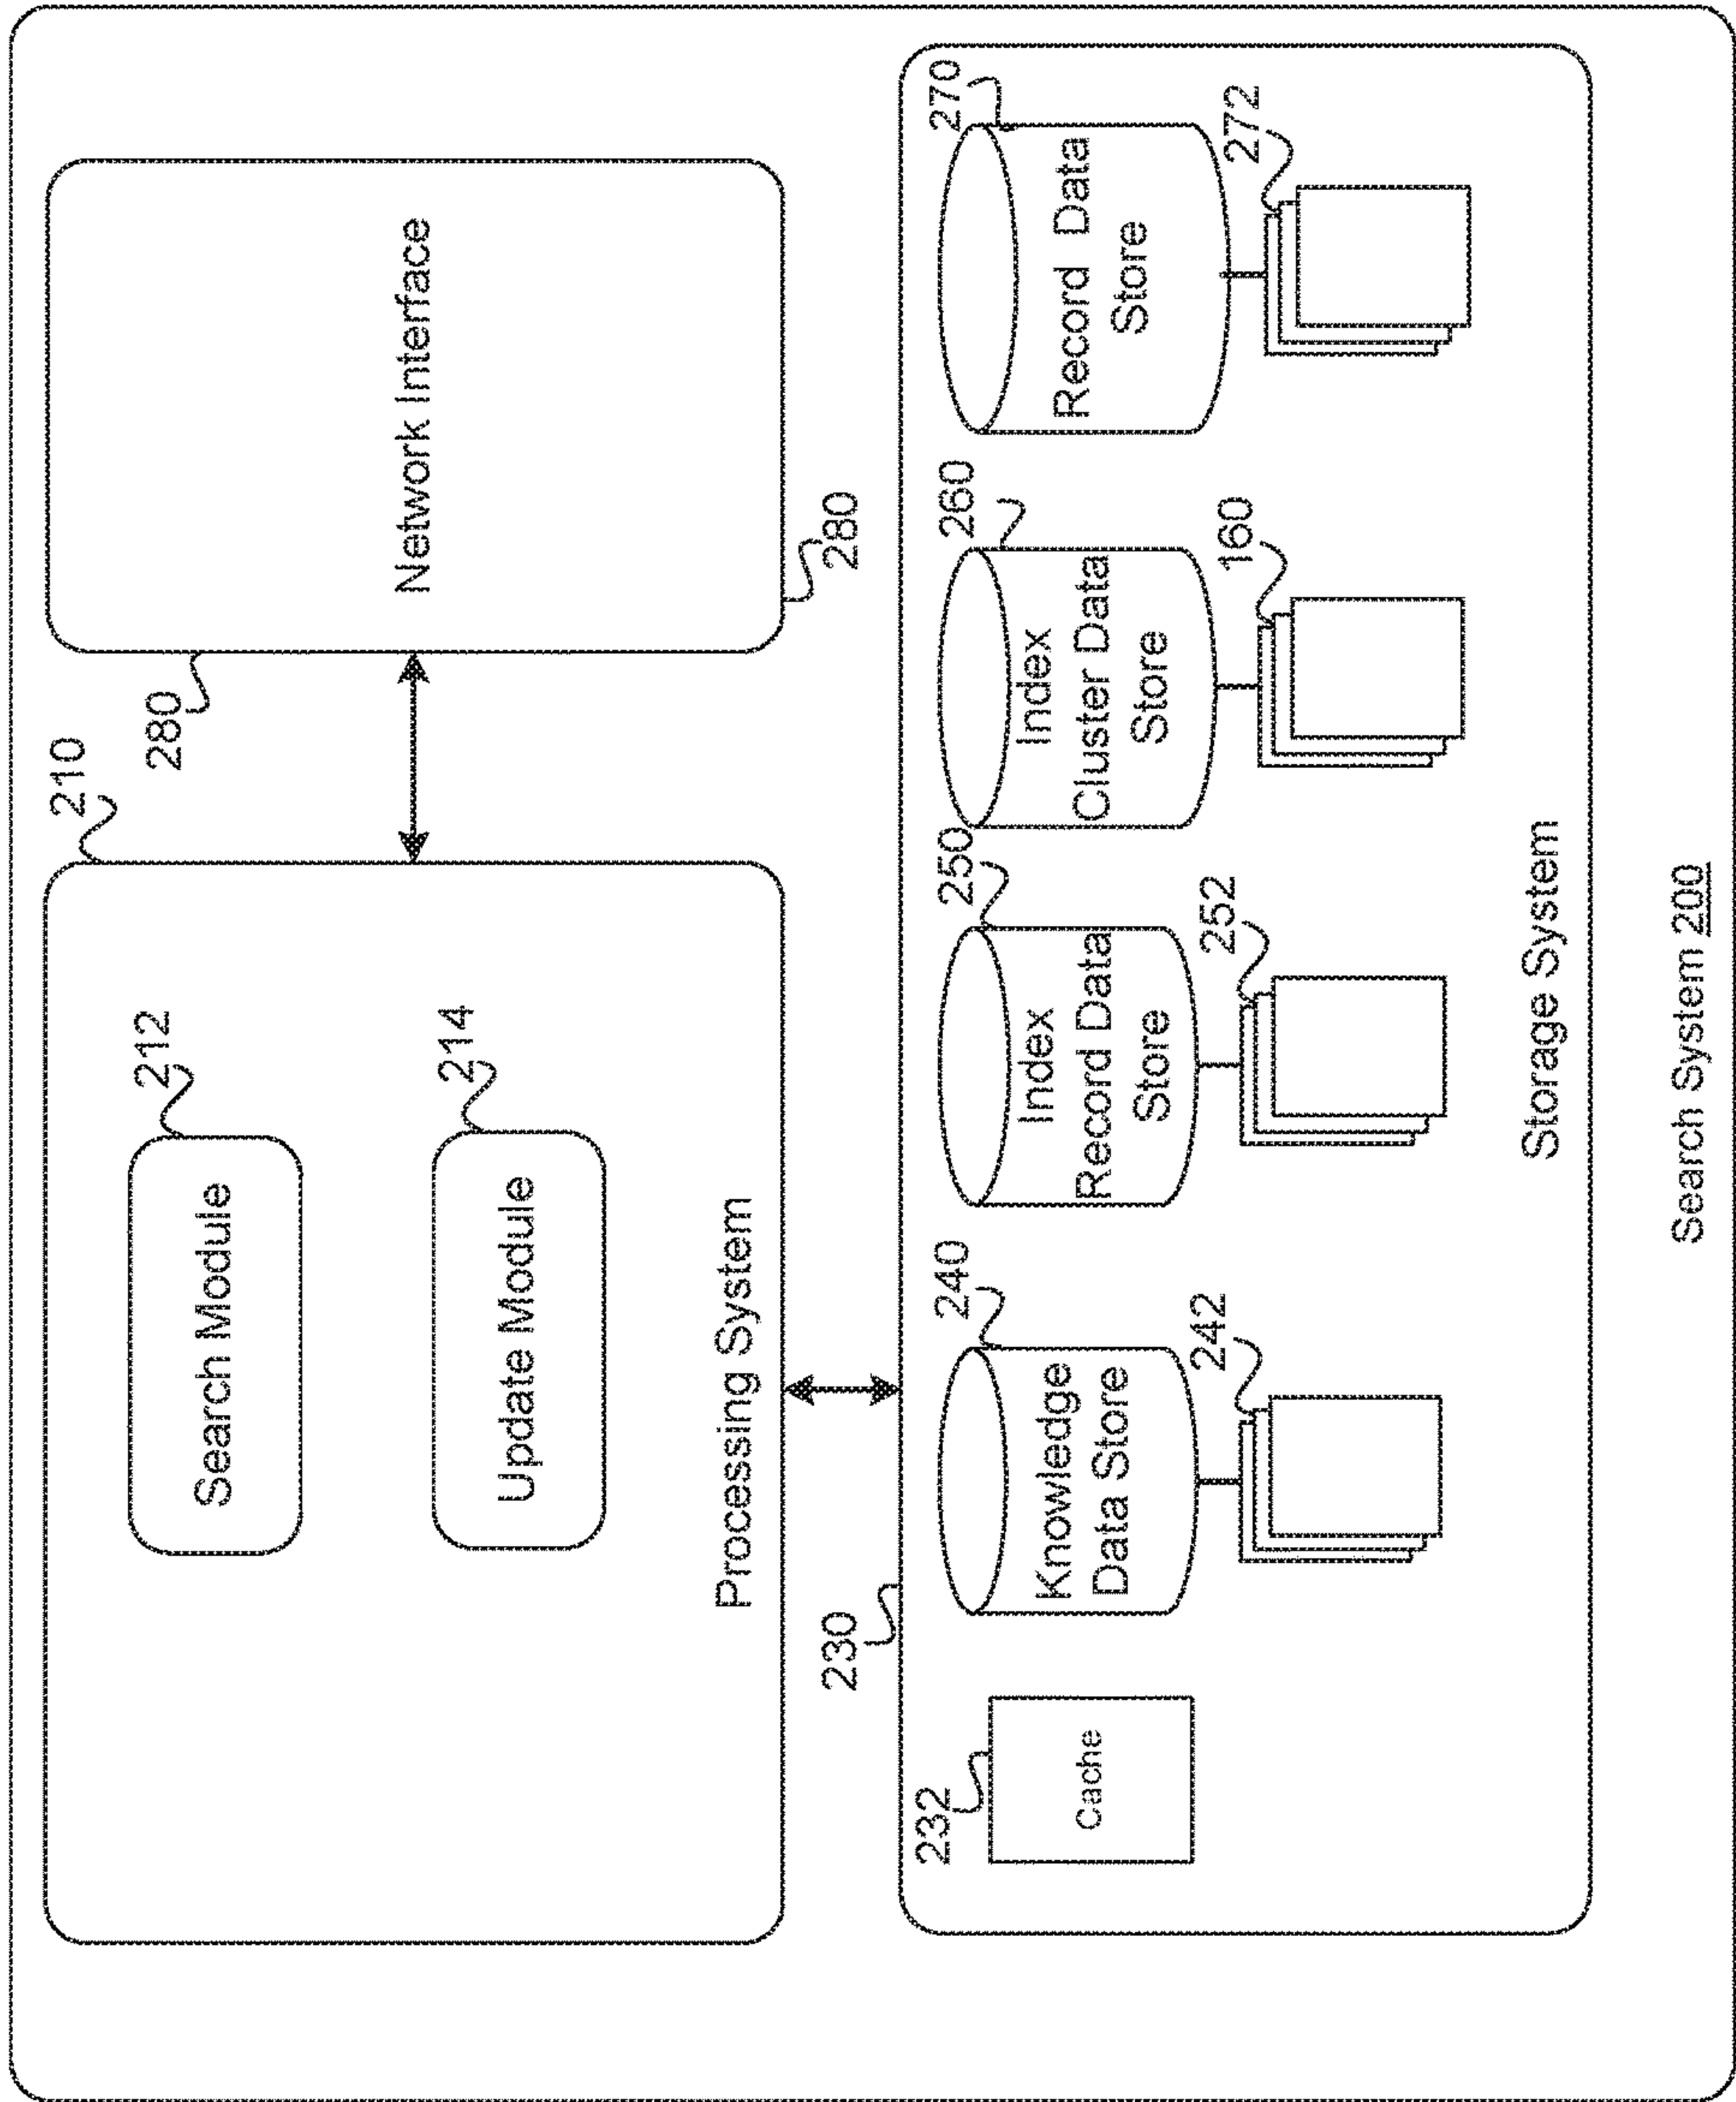 210
212
Search Module
214
Update Module
Processing System
280
Network Interface
280
230
232
Cache
240
Knowledge
Data Store
242
250
Index
Record Data
Store
252
260
Index
Cluster Data
Store
160
270
Record Data
Store
272
Storage System
Search System 200